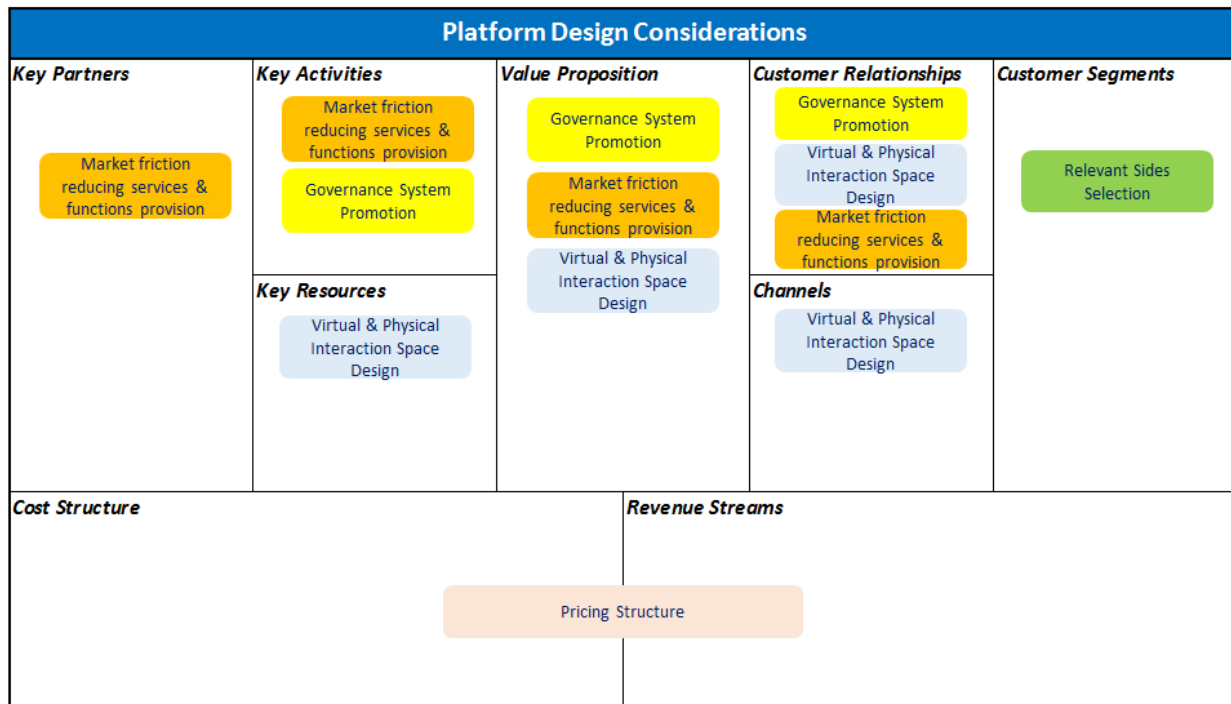 Platform Design Considerations
Key Partners
Market friction
reducing services &
functions provision
Key Activities
Market friction
reducing services &
functions provision
Governance System
Promotion
Key Resources
Virtual & Physical
Interaction Space
Design
Value Proposition
Governance System
Promotion
Market friction
reducing services &
functions provision
Virtual & Physical
Interaction Space
Design
Customer Relationships
Governance System
Promotion
Virtual & Physical
Interaction Space
Design
Market friction
reducing services &
functions provision
Channels
Virtual & Physical
Interaction Space
Design
Customer Segments
Relevant Sides
Selection
Cost Structure
Revenue Streams
Pricing Structure